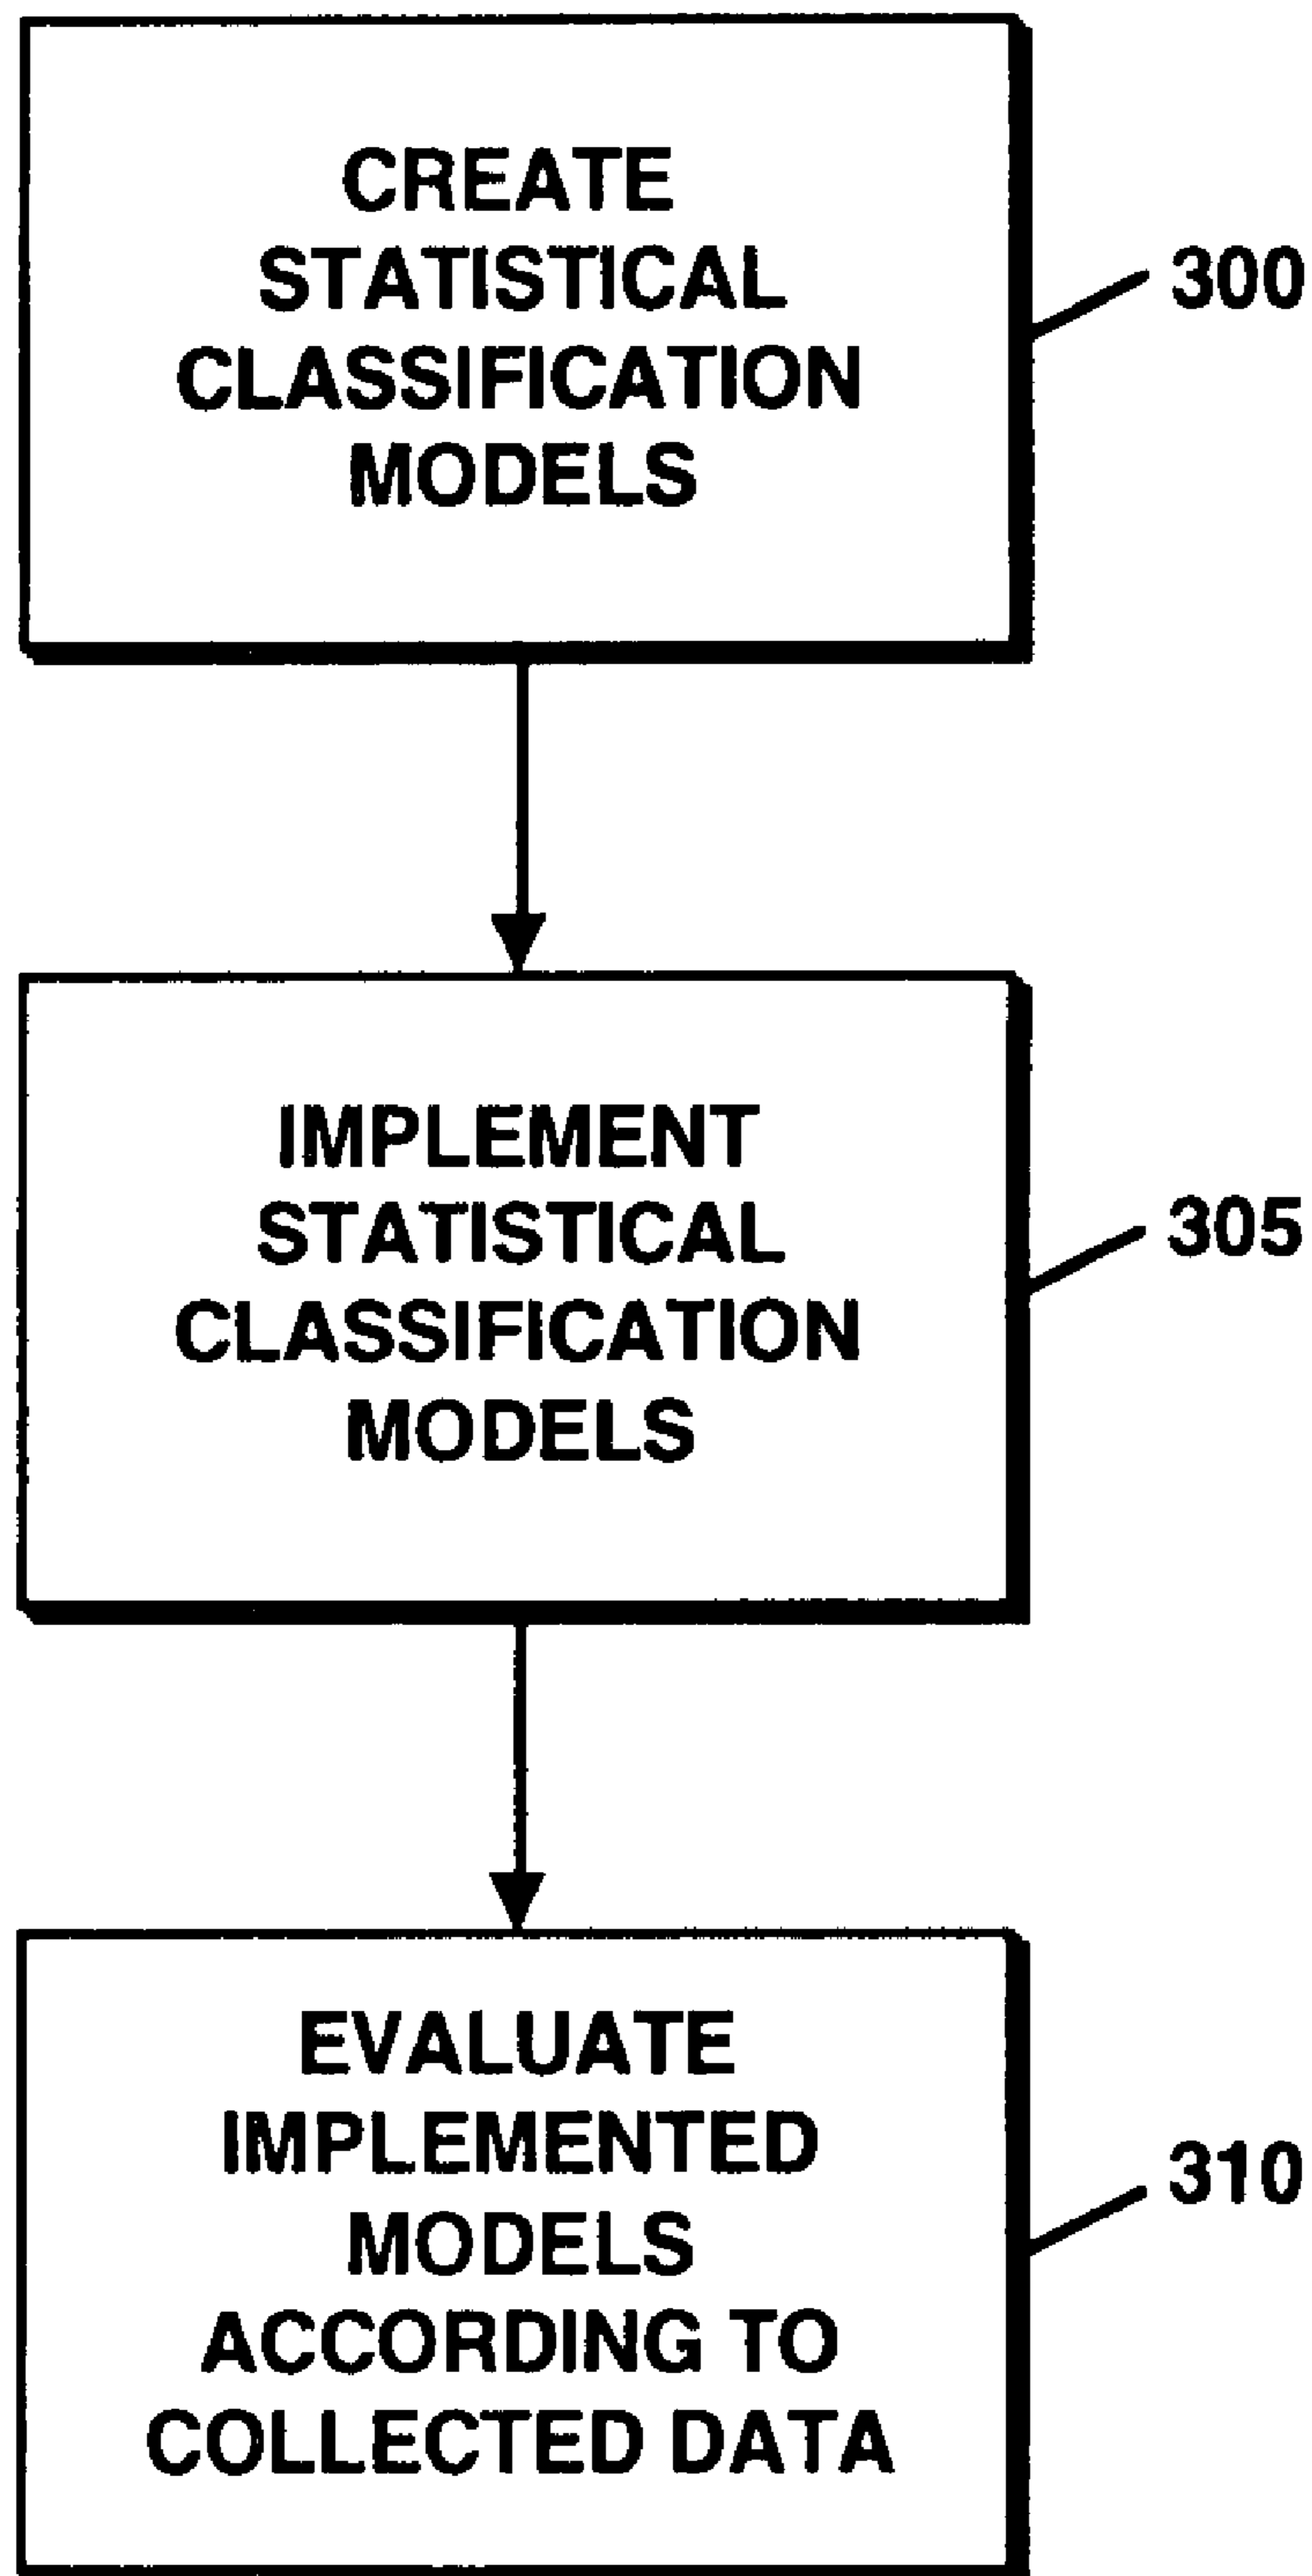 CREATE
STATISTICAL
CLASSIFICATION
MODELS
300
IMPLEMENT
STATISTICAL
CLASSIFICATION
MODELS
305
EVALUATE
IMPLEMENTED
MODELS
ACCORDING TO
COLLECTED DATA
310